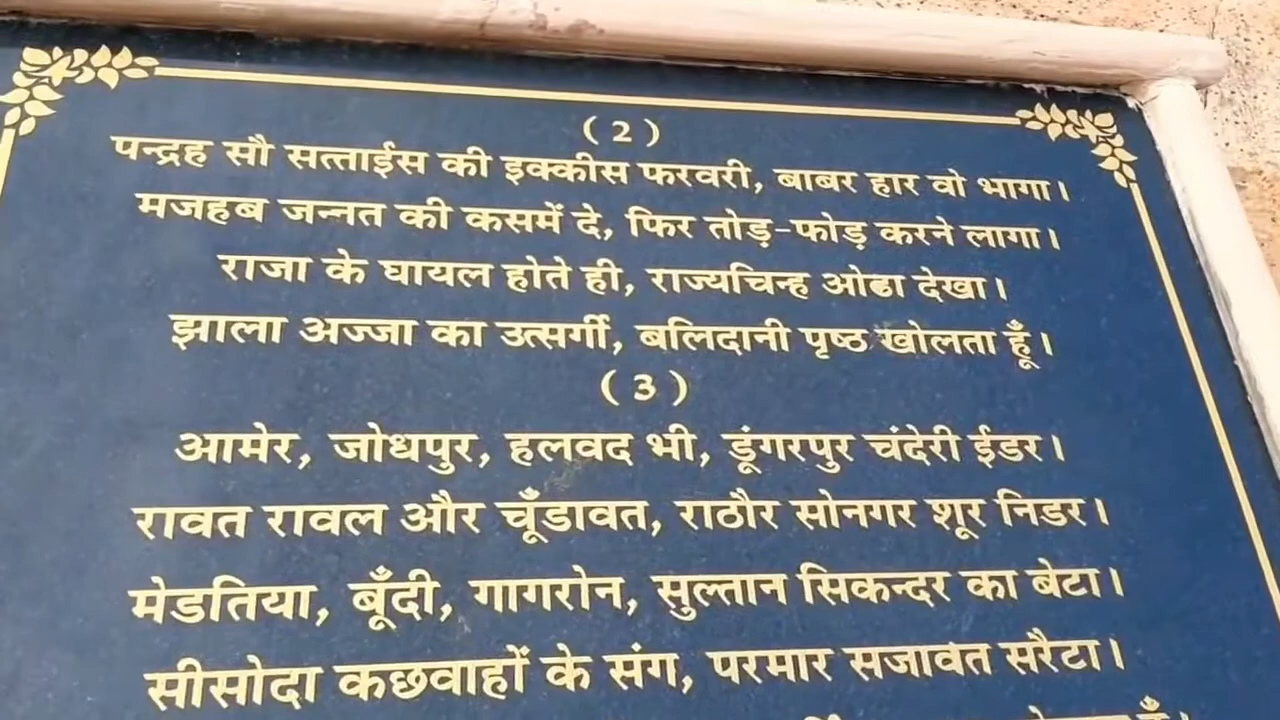 (2)
पन्द्रह सौ सत्ताईस की इक्कीस फरवरी, बाबर हार वो भागा।
मजहब जन्नत की कसमें दे, फिर तोड़-फोड़ करने लागा।
राजा के घायल होते ही, राज्यचिन्ह ओढा देखा।
झाला अज्जा का उत्सर्गी, बलिदानी पृष्ठ खोलता हूँ।
(3)
आमेर, जोधपुर, हलवद भी, डूंगरपुर चंदेरी ईडर।
रावत रावल और चूँडावत, राठौर सोनगर शूर निडर।
मेडतिया, बूँदी, गागरोन, सुल्तान सिकन्दर का बेटा।
सीसोदा कछवाहों के संग, परमार सजावत सरैटा।